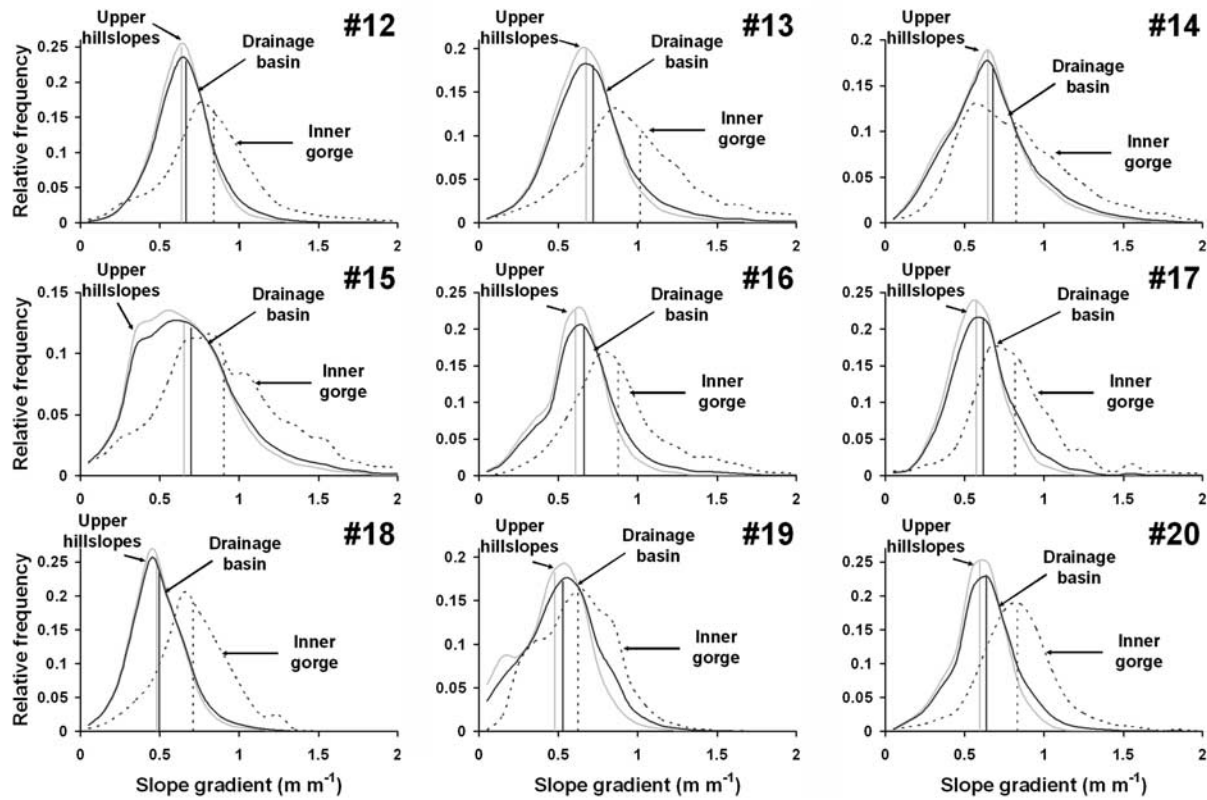 Upper
hillslopes
#12
Drainage
basin
Inner
gorge
Relative frequency
0.25
0.2
0.15
0.1
0.05
0
0 0.5 1 1.5 2
Upper
hillslopes
#13
Drainage
basin
Inner
gorge
0.2
0.15
0.1
0.05
0
0 0.5 1 1.5 2
Upper
hillslopes
#14
Drainage
basin
Inner
gorge
0.2
0.15
0.1
0.05
0
0 0.5 1 1.5 2
Upper
hillslopes
#15
Drainage
basin
Inner
gorge
Relative frequency
0.15
0.1
0.05
0
0 0.5 1 1.5 2
Upper
hillslopes
#16
Drainage
basin
Inner
gorge
0.25
0.2
0.15
0.1
0.05
0
0 0.5 1 1.5 2
Upper
hillslopes
#17
Drainage
basin
Inner
gorge
0.25
0.2
0.15
0.1
0.05
0
0 0.5 1 1.5 2
Upper
hillslopes
#18
Drainage
basin
Inner
gorge
Relative frequency
0.25
0.2
0.15
0.1
0.05
0
0 0.5 1 1.5 2
Slope gradient (m m⁻¹)
Upper
hillslopes
#19
Drainage
basin
Inner
gorge
0.2
0.15
0.1
0.05
0
0 0.5 1 1.5 2
Slope gradient (m m⁻¹)
Upper
hillslopes
#20
Drainage
basin
Inner
gorge
0.25
0.2
0.15
0.1
0.05
0
0 0.5 1 1.5 2
Slope gradient (m m⁻¹)